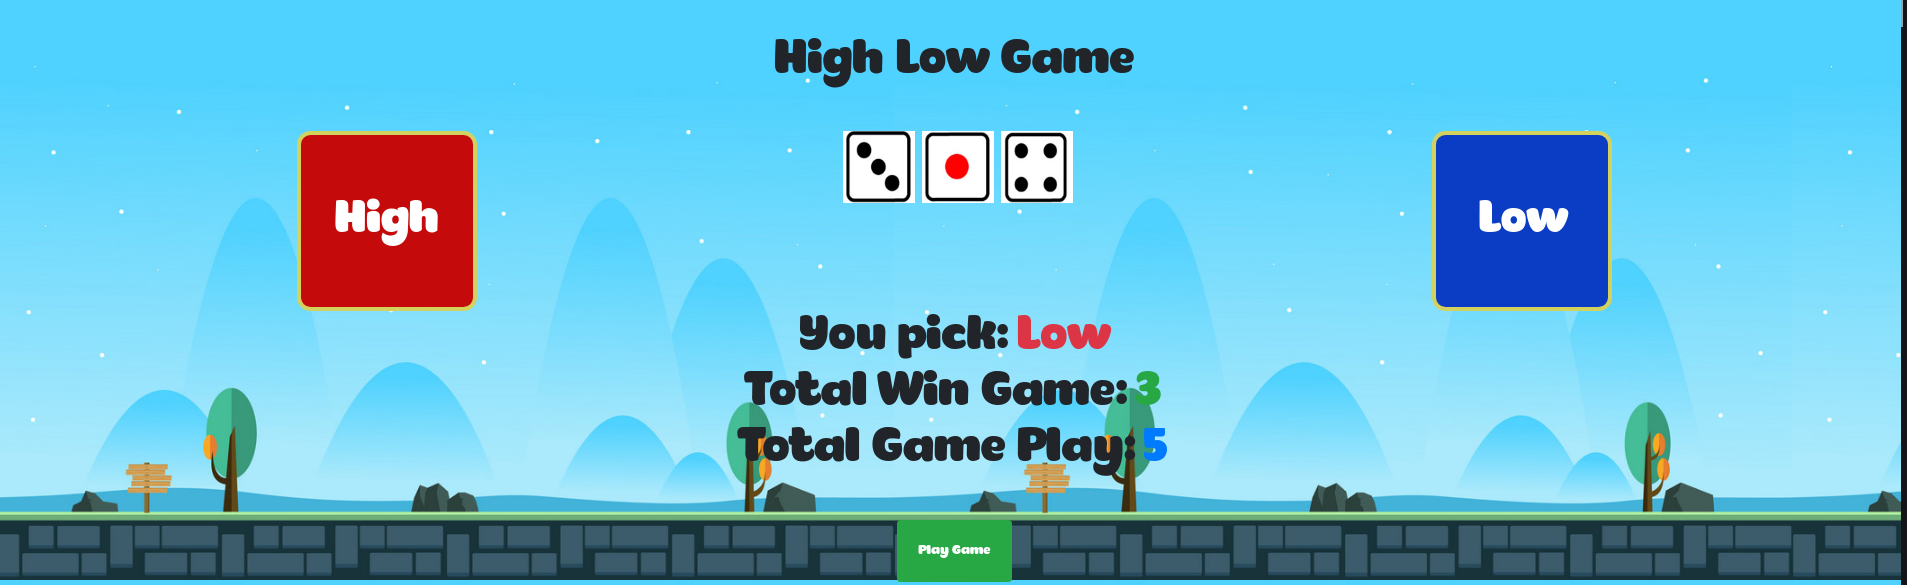 High Low Game
High
Low
You pick: Low
Total Win Game: 3
Total Game Play: 5
Play Game